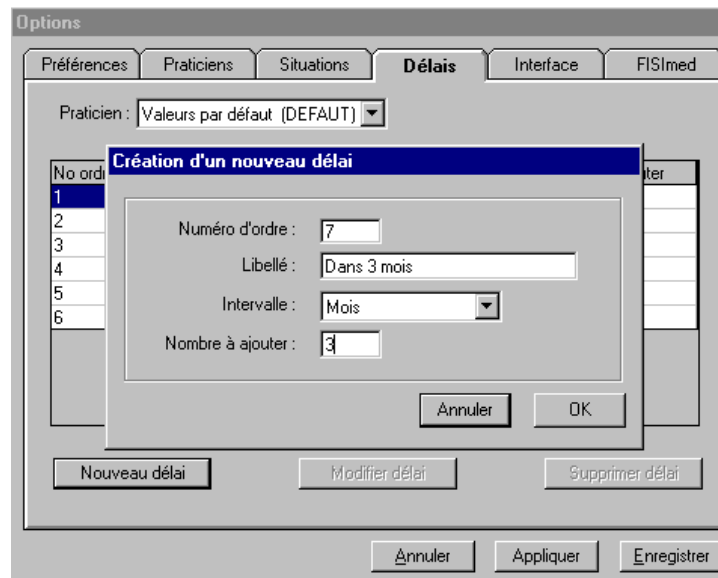 Options
Préférences Praticiens Situations Délais Interface FISImed
Praticien : Valeurs par défaut (DEFAUT)
Création d'un nouveau délai
No ordr
1
2
3
4
5
6
Numéro d'ordre : 7
Libellé : Dans 3 mois
Intervalle : Mois
Nombre à ajouter : 3
Annuler OK
Nouveau délai Modifier délai Supprimer délai
Annuler Appliquer Enregistrer